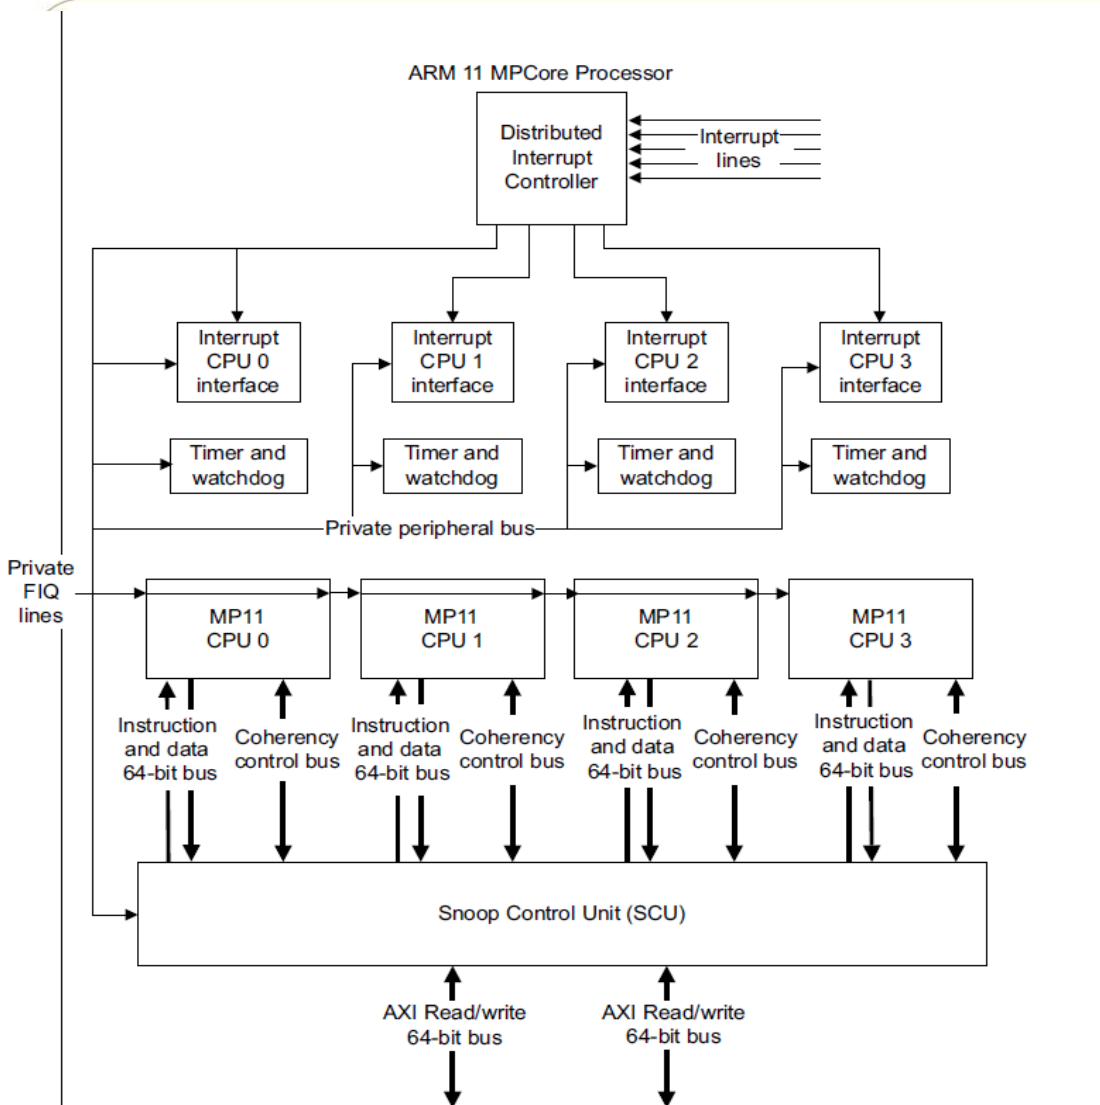 ARM 11 MPCore Processor
Distributed
Interrupt
Controller
Interrupt
lines
Interrupt
CPU 0
interface
Interrupt
CPU 1
interface
Interrupt
CPU 2
interface
Interrupt
CPU 3
interface
Timer and
watchdog
Timer and
watchdog
Timer and
watchdog
Timer and
watchdog
Private peripheral bus
Private
FIQ
lines
MP11
CPU 0
MP11
CPU 1
MP11
CPU 2
MP11
CPU 3
Instruction
and data
64-bit bus
Coherency
control bus
Instruction
and data
64-bit bus
Coherency
control bus
Instruction
and data
64-bit bus
Coherency
control bus
Instruction
and data
64-bit bus
Coherency
control bus
Snoop Control Unit (SCU)
AXI Read/write
64-bit bus
AXI Read/write
64-bit bus